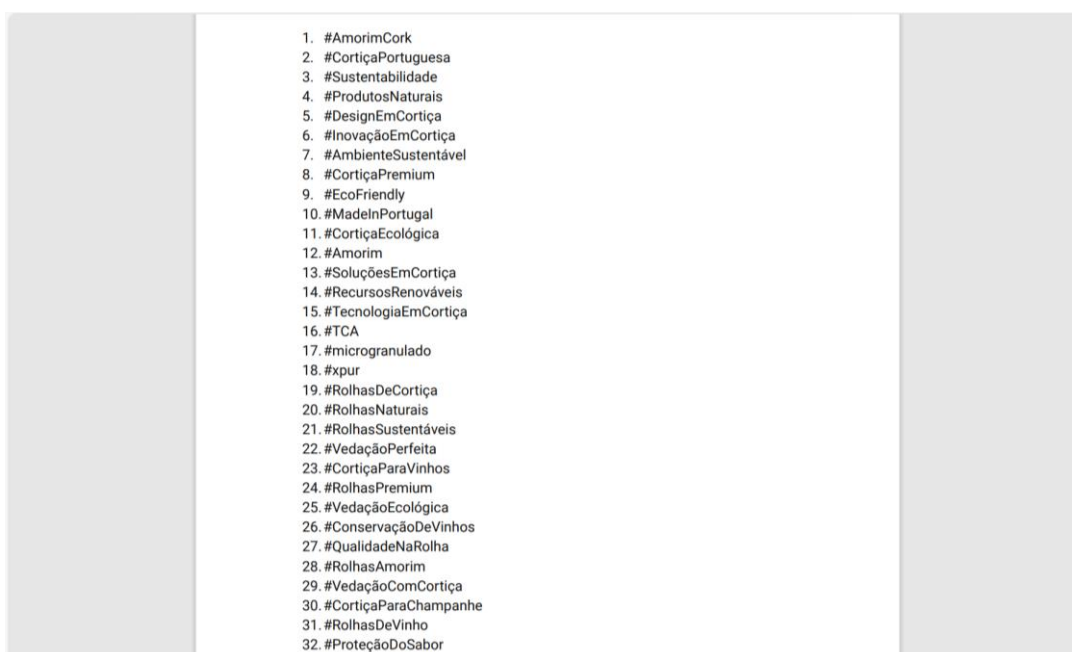 1. #AmorimCork
2. #CortiçaPortuguesa
3. #Sustentabilidade
4. #ProdutosNaturais
5. #DesignEmCortiça
6. #InovaçãoEmCortiça
7. #AmbienteSustentável
8. #CortiçaPremium
9. #EcoFriendly
10. #MadeInPortugal
11. #CortiçaEcológica
12. #Amorim
13. #SoluçõesEmCortiça
14. #RecursosRenováveis
15. #TecnologiaEmCortiça
16. #TCA
17. #microgranulado
18. #xpur
19. #RolhasDeCortiça
20. #RolhasNaturais
21. #RolhasSustentáveis
22. #VedaçãoPerfeita
23. #CortiçaParaVinhos
24. #RolhasPremium
25. #VedaçãoEcológica
26. #ConservaçãoDeVinhos
27. #QualidadeNaRolha
28. #RolhasAmorim
29. #VedaçãoComCortiça
30. #CortiçaParaChampanhe
31. #RolhasDeVinho
32. #ProteçãoDoSabor